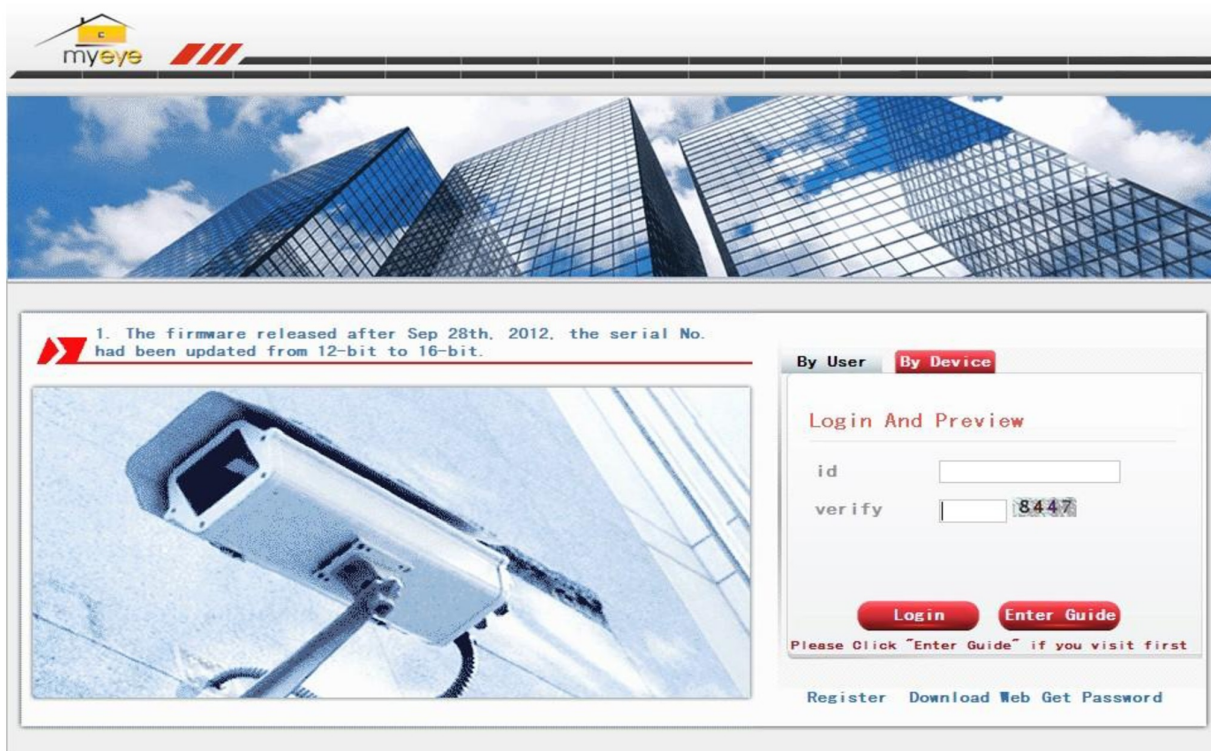 myeye
1. The firmware released after Sep 28th, 2012, the serial No.
had been updated from 12-bit to 16-bit.
By User By Device
Login And Preview
id
verify 8447
Login Enter Guide
Please Click "Enter Guide" if you visit first
Register Download Web Get Password